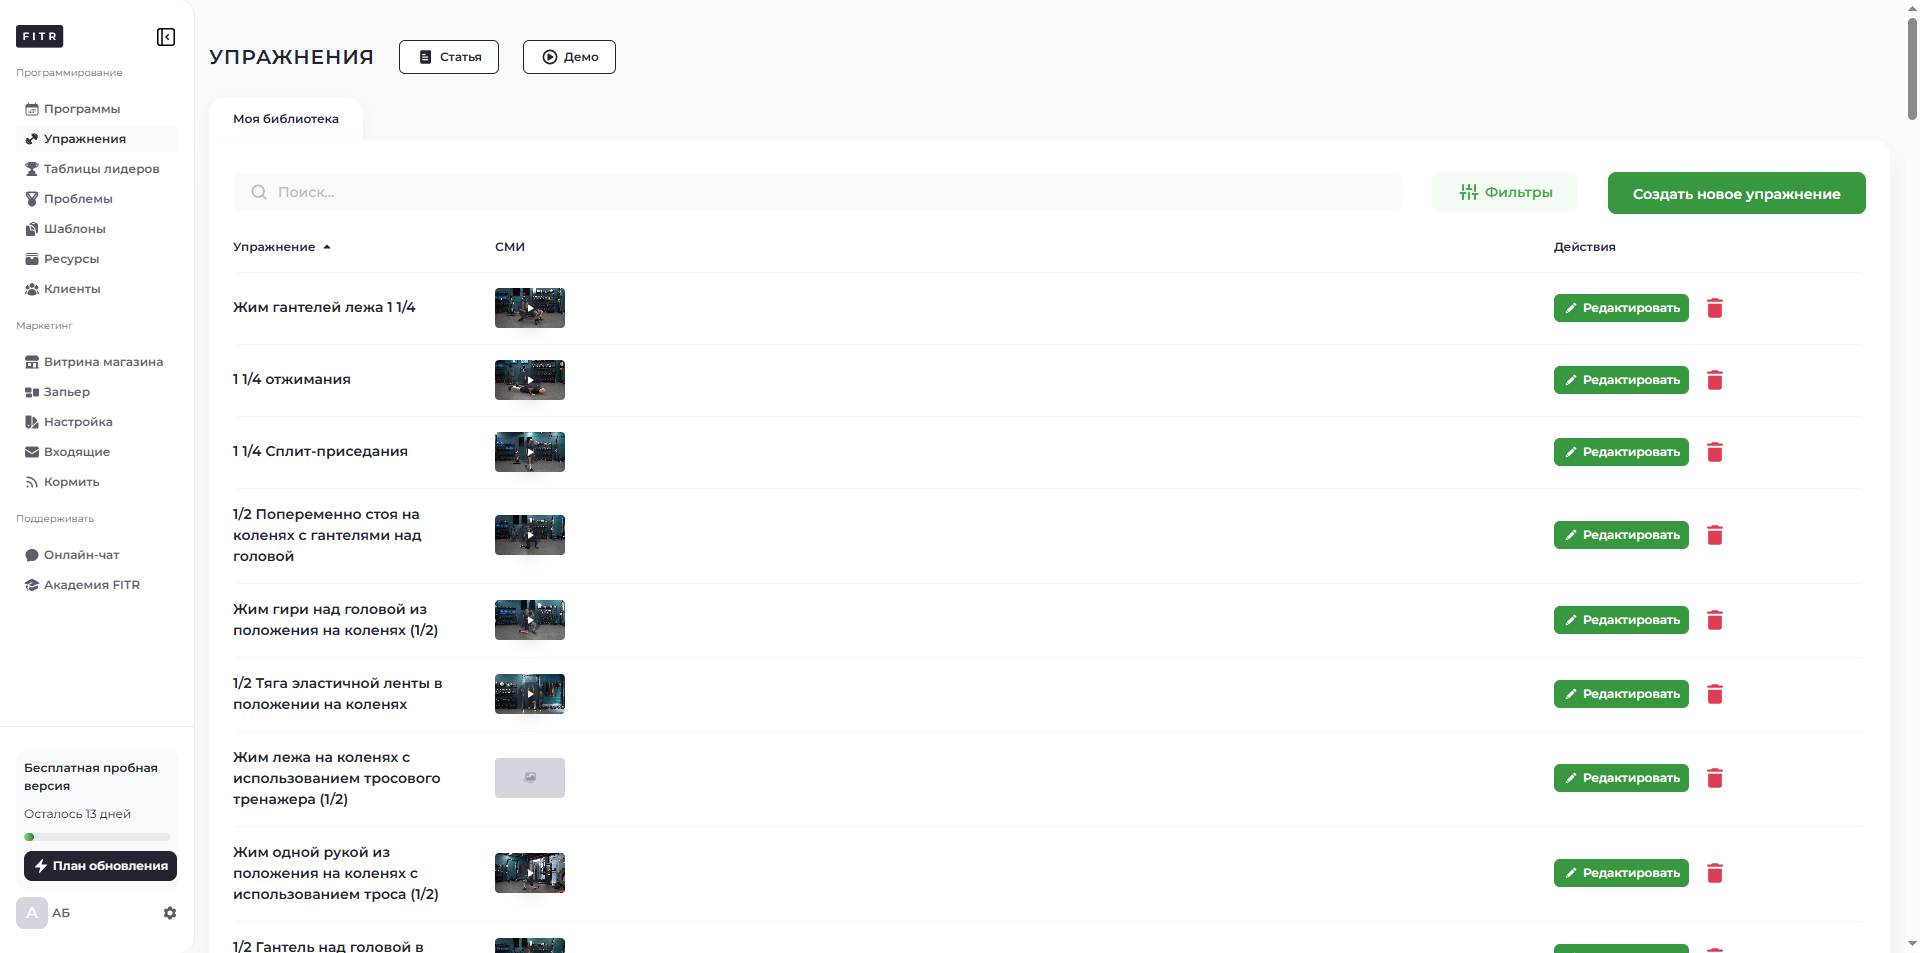 FITR
Программирование
Программы
Упражнения
Таблицы лидеров
Проблемы
Шаблоны
Ресурсы
Клиенты
Маркетинг
Витрина магазина
Запьер
Настройка
Входящие
Кормить
Поддерживать
Онлайн-чат
Академия FITR
Бесплатная пробная
версия
Осталось 13 дней
План обновления
А АБ
УПРАЖНЕНИЯ Статья Демо
Моя библиотека
Поиск... Фильтры Создать новое упражнение
Упражнение СМИ Действия
Жим гантелей лежа 1 1/4 Редактировать
1 1/4 отжимания Редактировать
1 1/4 Сплит-приседания Редактировать
1/2 Попеременно стоя на
коленях с гантелями над Редактировать
головой
Жим гири над головой из Редактировать
положения на коленях (1/2)
1/2 Тяга эластичной ленты в Редактировать
положении на коленях
Жим лежа на коленях с
использованием тросового Редактировать
тренажера (1/2)
Жим одной рукой из
положения на коленях с Редактировать
использованием троса (1/2)
1/2 Гантель над головой в